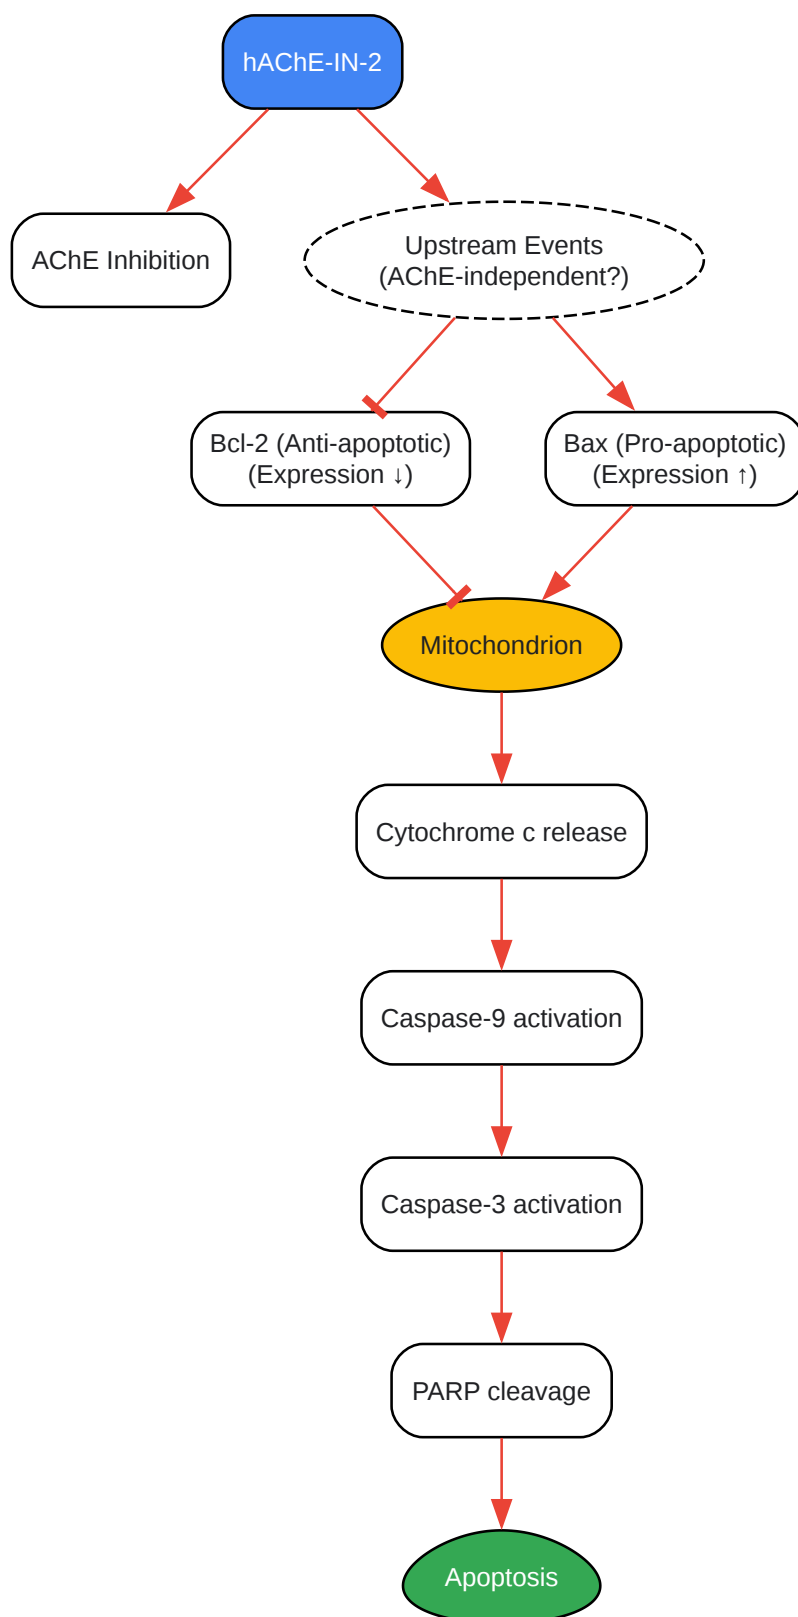 hAChE-IN-2
AChE Inhibition
Upstream Events
(AChE-independent?)
Bcl-2 (Anti-apoptotic)
(Expression ↓)
Bax (Pro-apoptotic)
(Expression ↑)
Mitochondrion
Cytochrome c release
Caspase-9 activation
Caspase-3 activation
PARP cleavage
Apoptosis